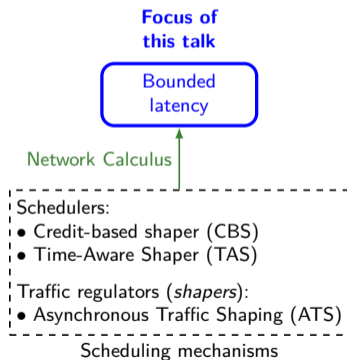 Focus of
this talk
Bounded
latency
Network Calculus
Schedulers:
• Credit-based shaper (CBS)
• Time-Aware Shaper (TAS)
Traffic regulators (shapers):
• Asynchronous Traffic Shaping (ATS)
Scheduling mechanisms